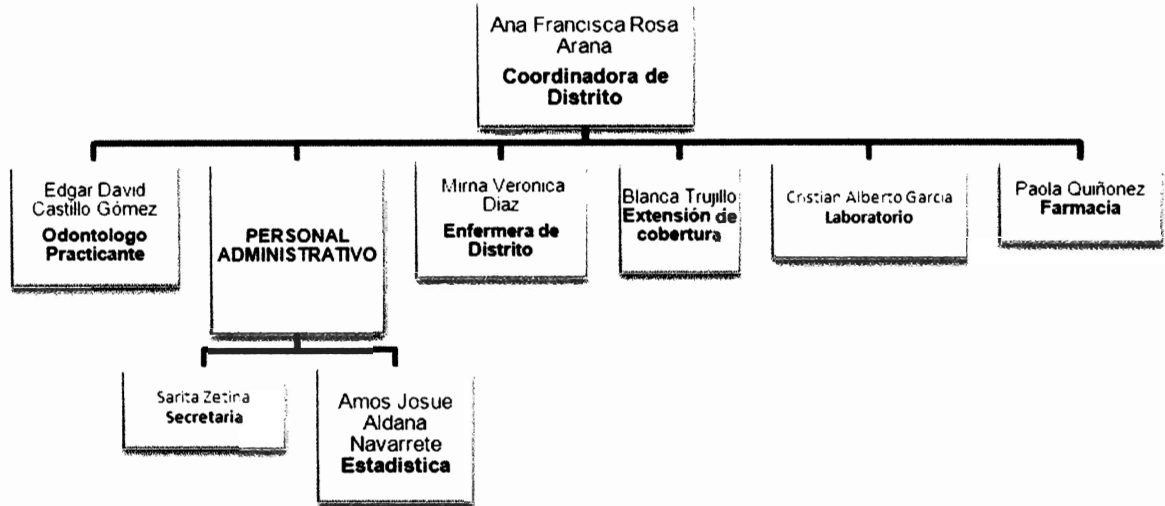 Ana Francisca Rosa
Arana
Coordinadora de
Distrito
Edgar David
Castillo Gómez
Odontologo
Practicante
PERSONAL
ADMINISTRATIVO
Mirna Veronica
Diaz
Enfermera de
Distrito
Blanca Trujillo
Extensión de
cobertura
Cristian Alberto Garcia
Laboratorio
Paola Quiñonez
Farmacia
Sarita Zetina
Secretaria
Amos Josue
Aldana
Navarrete
Estadistica